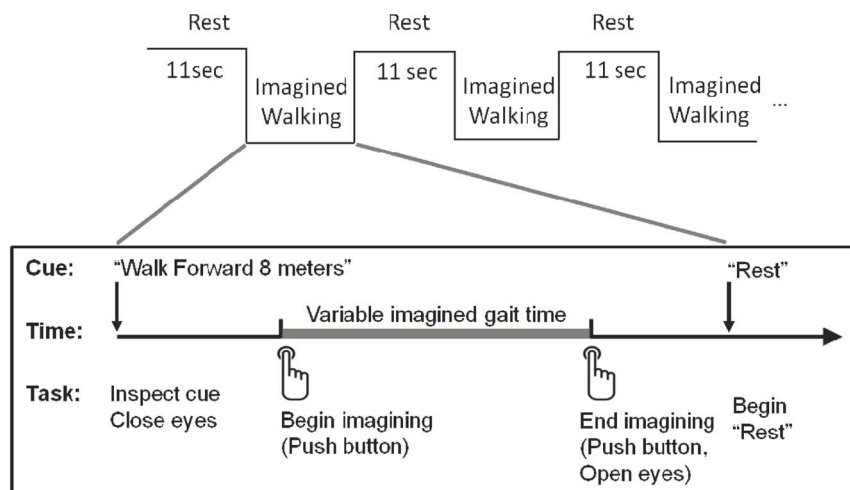 Rest Rest Rest
11sec 11 sec 11 sec
Imagined Imagined Imagined
Walking Walking Walking ...
Cue: “Walk Forward 8 meters” “Rest”
Variable imagined gait time
Time:
Task: Inspect cue
Close eyes
Begin imagining
(Push button)
End imagining
(Push button,
Open eyes)
Begin
“Rest”